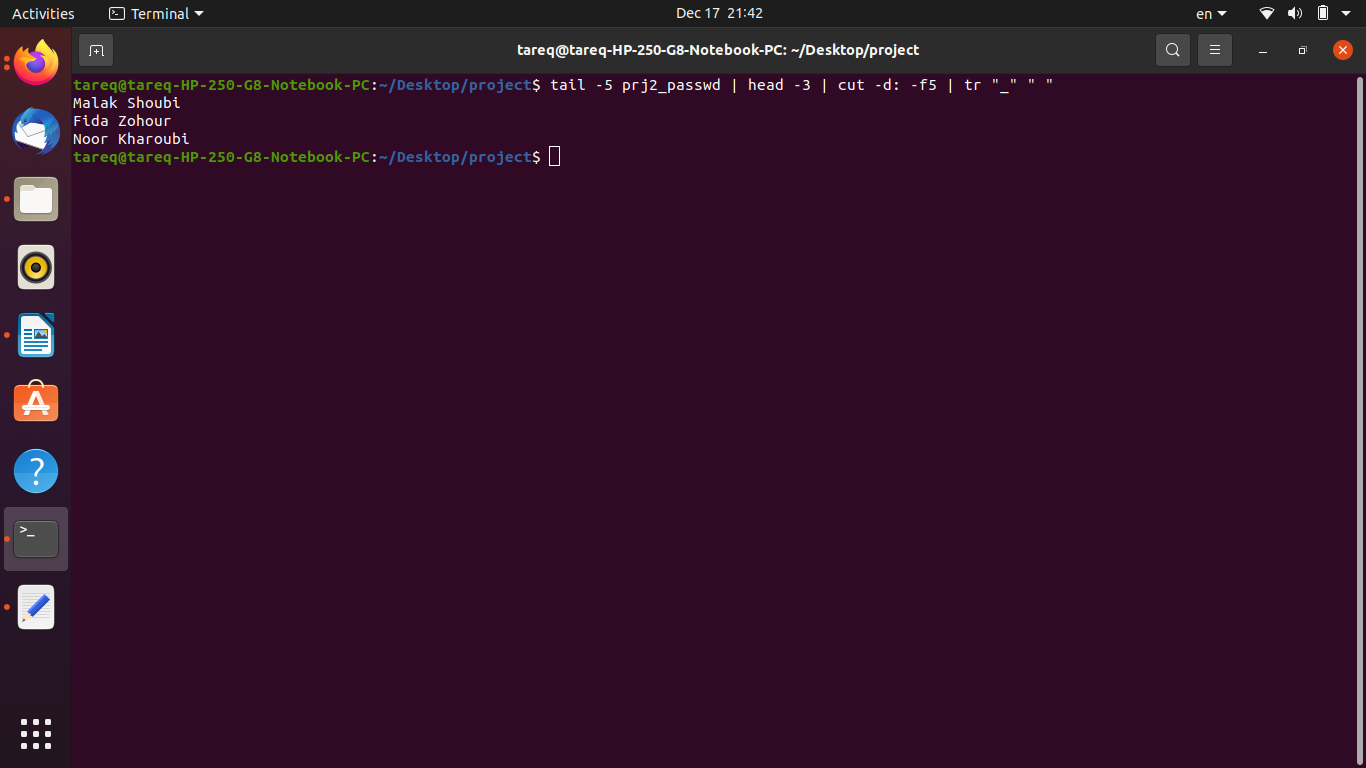 Activities Terminal Dec 17 21:42 en
tareq@tareq-HP-250-G8-Notebook-PC: ~/Desktop/project
tareq@tareq-HP-250-G8-Notebook-PC:~/Desktop/project$ tail -5 prj2_passwd | head -3 | cut -d: -f5 | tr "_" " "
Malak Shoubi
Fida Zohour
Noor Kharoubi
tareq@tareq-HP-250-G8-Notebook-PC:~/Desktop/project$